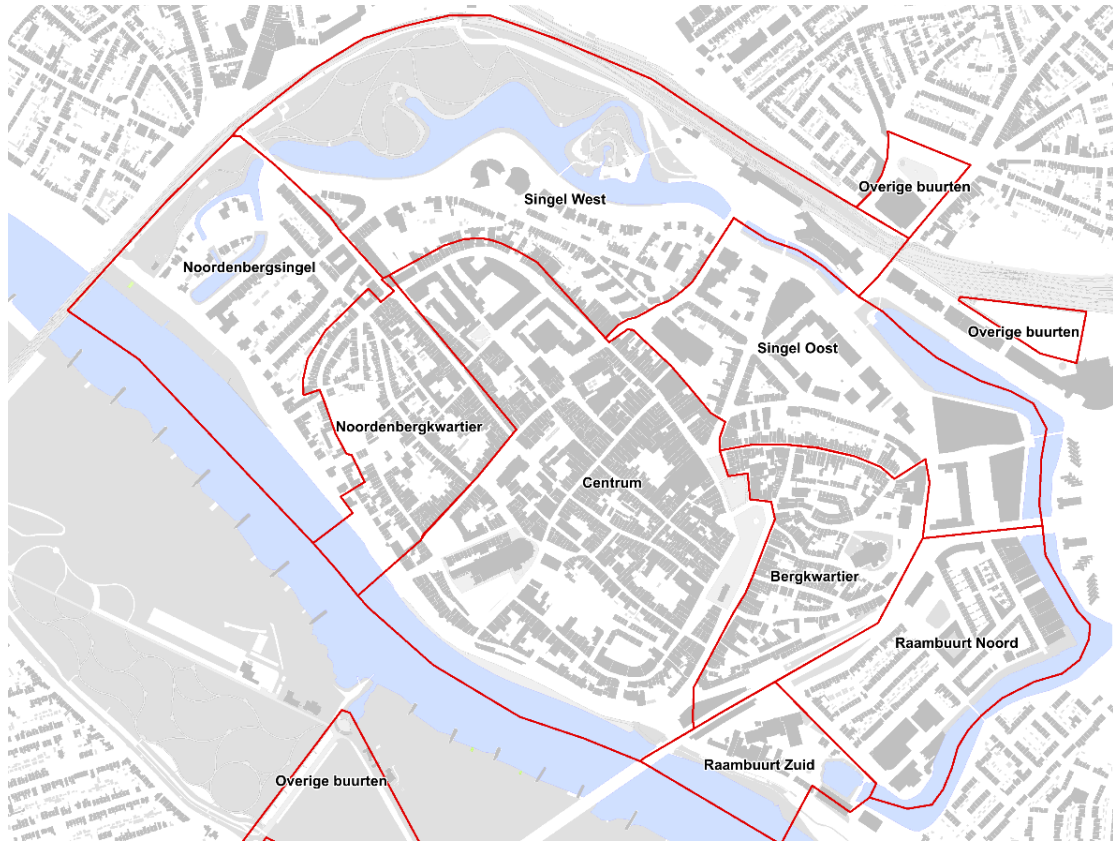 Overige buurten
Singel West
Noordenbergsingel
Overige buurten
Singel Oost
Noordenbergkwartier
Centrum
Bergkwartier
Raambuurt Noord
Raambuurt Zuid
Overige buurten